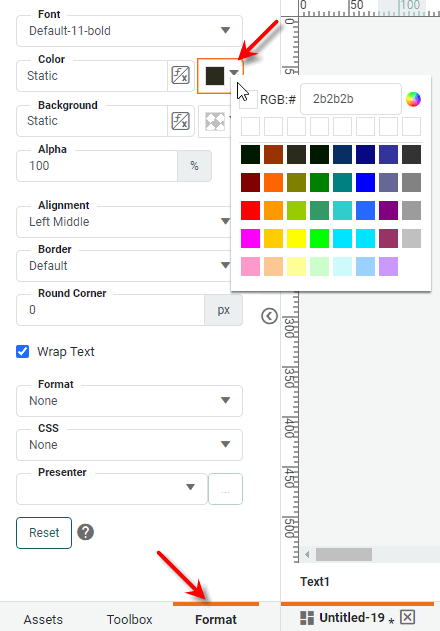 Font
Default-11-bold
Color
Static
RGB:#
2b2b2b
Background
Static
Alpha
100
%
Alignment
Left Middle
Border
Default
Round Corner
0
px
Wrap Text
Format
None
CSS
None
Presenter
...
Reset
?
Assets
Toolbox
Format
0
50
100
0
5
300
350
400
450
500
Text1
Untitled-19 *